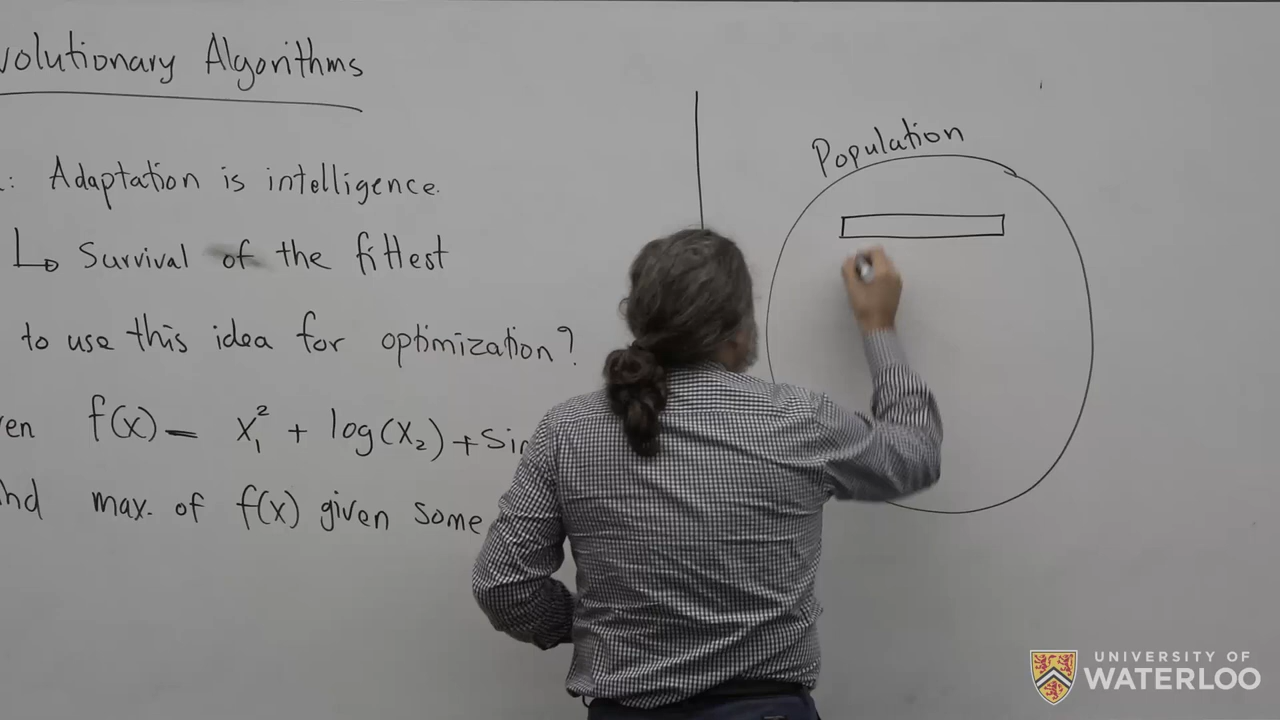 volutionary Algorithms
: Adaptation is intelligence.
Survival of the fittest
to use this idea for optimization?
en f(x) = x₁² + log(x₂) + Sin
nd max. of f(x) given some
Population
UNIVERSITY OF
WATERLOO